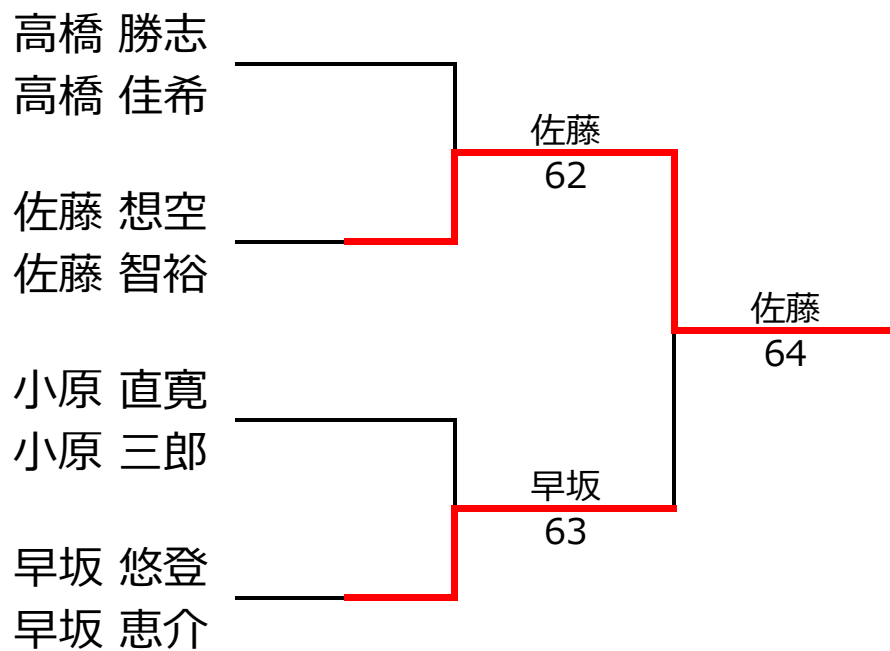 高橋 勝志
高橋 佳希
佐藤
62
佐藤 想空
佐藤 智裕
佐藤
64
小原 直寛
小原 三郎
早坂
63
早坂 悠登
早坂 恵介